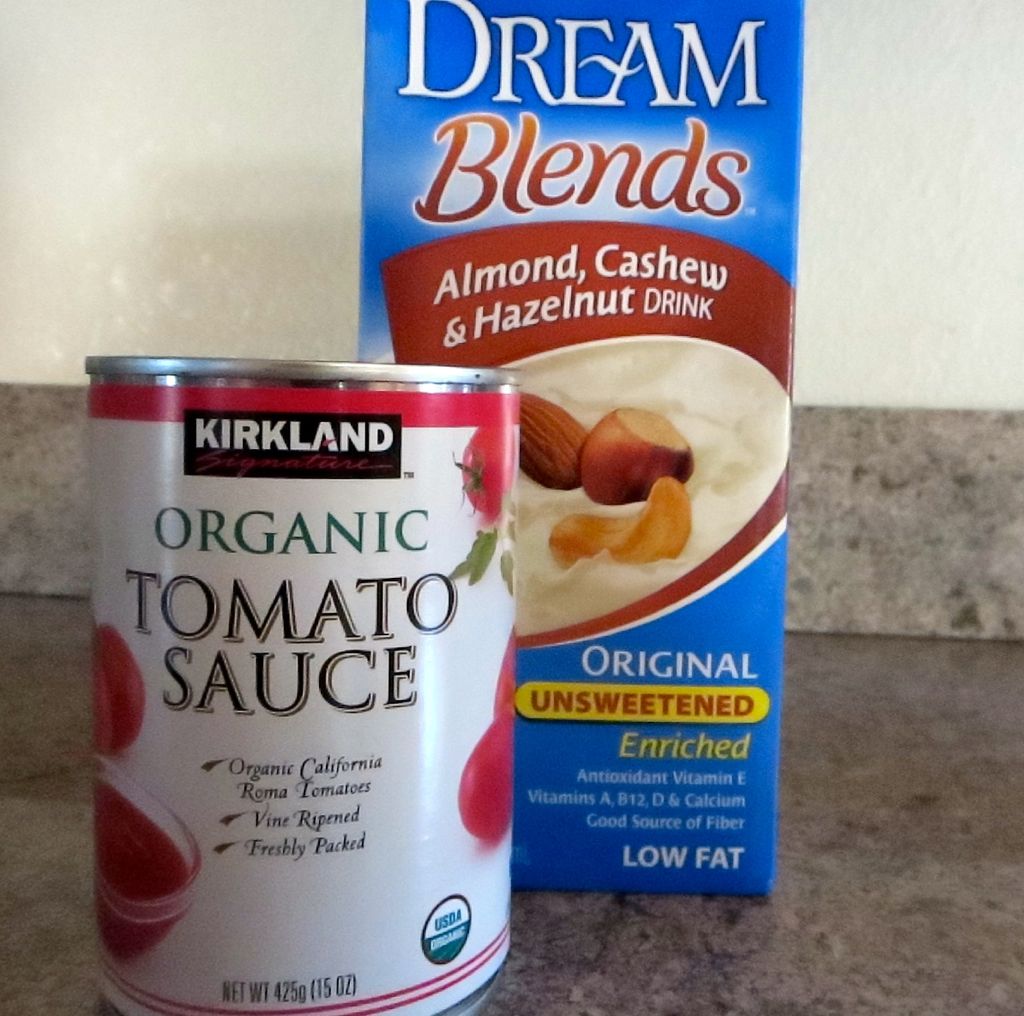 DREAM
Blends™
Almond, Cashew
& Hazelnut DRINK
ORIGINAL
UNSWEETENED
Enriched
Antioxidant Vitamin E
Vitamins A, B12, D & Calcium
Good Source of Fiber
LOW FAT
KIRKLAND
Signature™
ORGANIC
TOMATO
SAUCE
Organic California
Roma Tomatoes
Vine Ripened
Freshly Packed
USDA
ORGANIC
NET WT 425g (15 OZ)